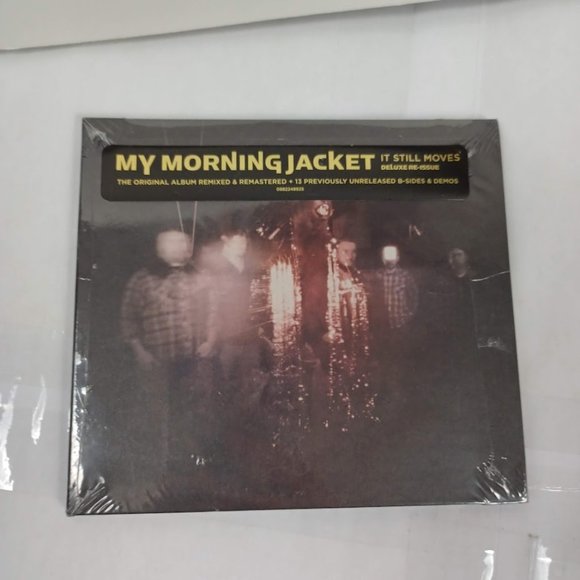 MY MORNING JACKET IT STILL MOVES
DELUXE RE-ISSUE
THE ORIGINAL ALBUM REMIXED & REMASTERED + 13 PREVIOUSLY UNRELEASED B-SIDES & DEMOS